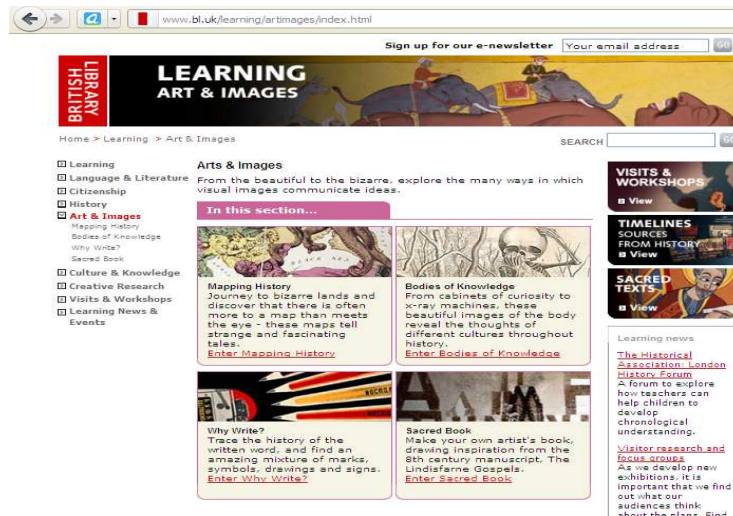 www.bl.uk/learning/artimages/index.html
Sign up for our e-newsletter
Your email address
GO
BRITISH
LIBRARY
LEARNING
ART & IMAGES
Home > Learning > Art & Images
SEARCH
GO
Learning
Language & Literature
Citizenship
History
Art & Images
Mapping History
Bodies of Knowledge
Why Write?
Sacred Book
Culture & Knowledge
Creative Research
Visits & Workshops
Learning News &
Events
Arts & Images
From the beautiful to the bizarre, explore the many ways in which
visual images communicate ideas.
In this section...
BLACK SEA
Mapping History
Journey to bizarre lands and
discover that there is often
more to a map than meets
the eye - these maps tell
strange and fascinating
tales.
Enter Mapping History
Bodies of Knowledge
From cabinets of curiosity to
x-ray machines, these
beautiful images of the body
reveal the thoughts of
different cultures throughout
history.
Enter Bodies of Knowledge
Why Write?
Trace the history of the
written word, and find an
amazing mixture of marks,
symbols, drawings and signs.
Enter Why Write?
Sacred Book
Make your own artist's book,
drawing inspiration from the
8th century manuscript, The
Lindisfarne Gospels.
Enter Sacred Book
VISITS &
WORKSHOPS
View
TIMELINES
SOURCES
FROM HISTORY
View
SACRED
TEXTS
View
Learning news
The Historical
Association: London
History Forum
A forum to explore
how teachers can
help children to
develop
chronological
understanding.
Visitor research and
focus groups
As we develop new
exhibitions, it is
important that we find
out what our
audiences think
about the plans. Find